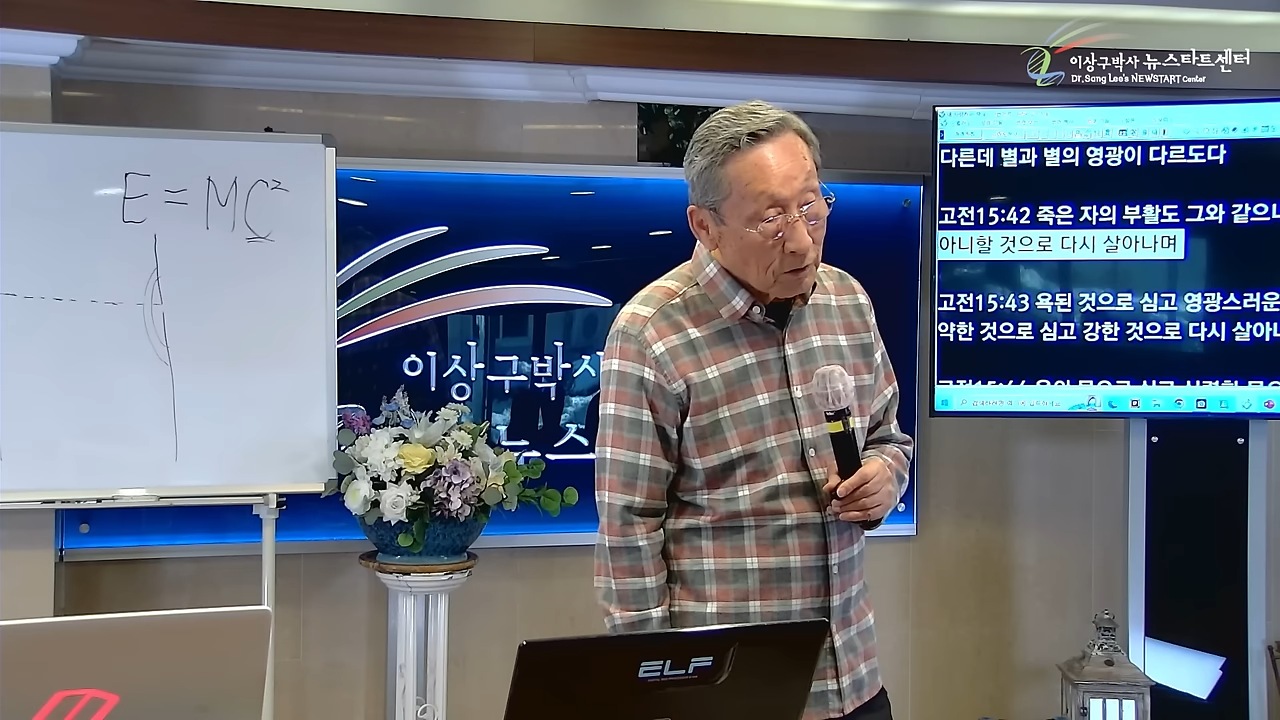 이상구박사 뉴스타트센터
Dr. Sang Lee's NEWSTART Center
E=MC²
이상구박사
뉴스
다른데 별과 별의 영광이 다르도다
고전15:42 죽은 자의 부활도 그와 같으니
아니할 것으로 다시 살아나며
고전15:43 욕된 것으로 심고 영광스러운
약한 것으로 심고 강한 것으로 다시 살아나
ELF